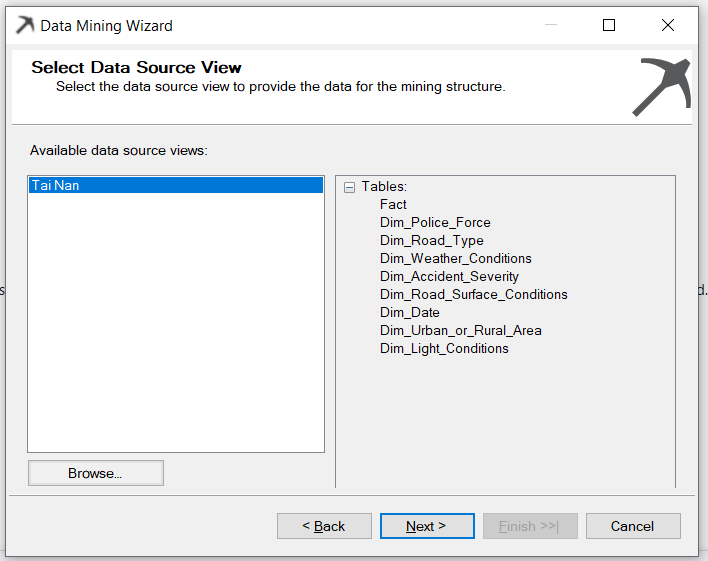 Data Mining Wizard
Select Data Source View
Select the data source view to provide the data for the mining structure.
Available data source views:
Tai Nan
Tables:
Fact
Dim_Police_Force
Dim_Road_Type
Dim_Weather_Conditions
Dim_Accident_Severity
Dim_Road_Surface_Conditions
Dim_Date
Dim_Urban_or_Rural_Area
Dim_Light_Conditions
s
d.
Browse...
< Back
Next >
Finish >>|
Cancel